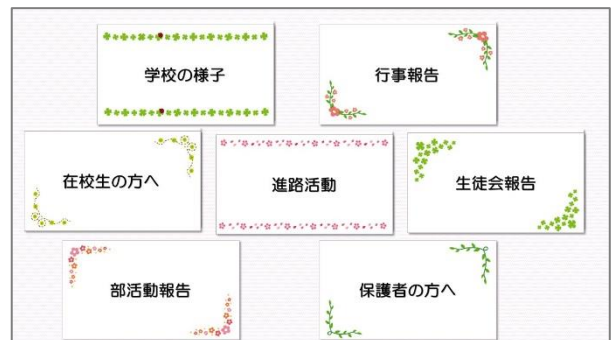 学校の様子
行事報告
在校生の方へ
進路活動
生徒会報告
部活動報告
保護者の方へ